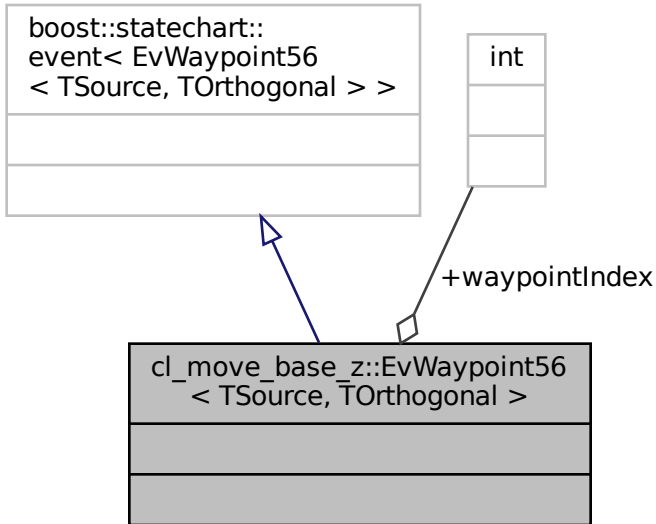 boost::statechart::
event< EvWaypoint56
< TSource, TOrthogonal > >
int
+waypointIndex
cl_move_base_z::EvWaypoint56
< TSource, TOrthogonal >